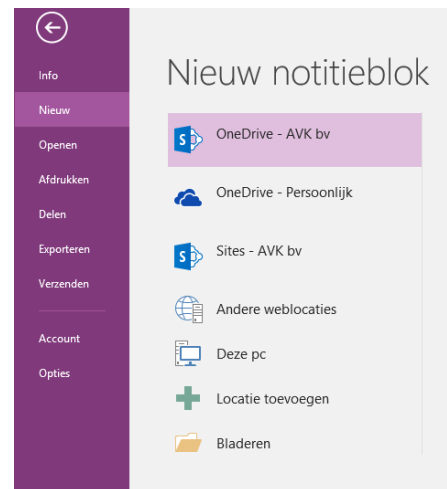 Info
Nieuw
Openen
Afdrukken
Delen
Exporteren
Verzenden
Account
Opties
Nieuw notitieblok
OneDrive - AVK bv
OneDrive - Persoonlijk
Sites - AVK bv
Andere weblocaties
Deze pc
Locatie toevoegen
Bladeren